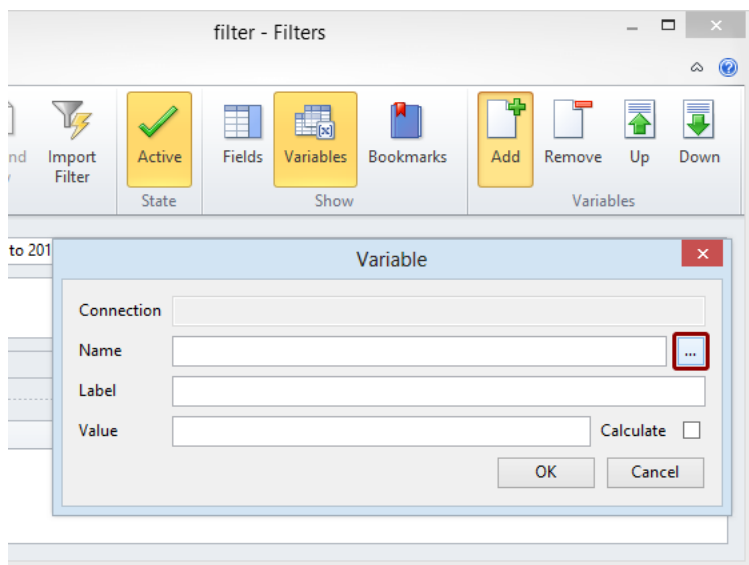 filter - Filters
nd
Import
Filter
Active
Fields
Variables
Bookmarks
Add
Remove
Up
Down
State
Show
Variables
to 201
Variable
Connection
Name
...
Label
Value
Calculate
OK
Cancel